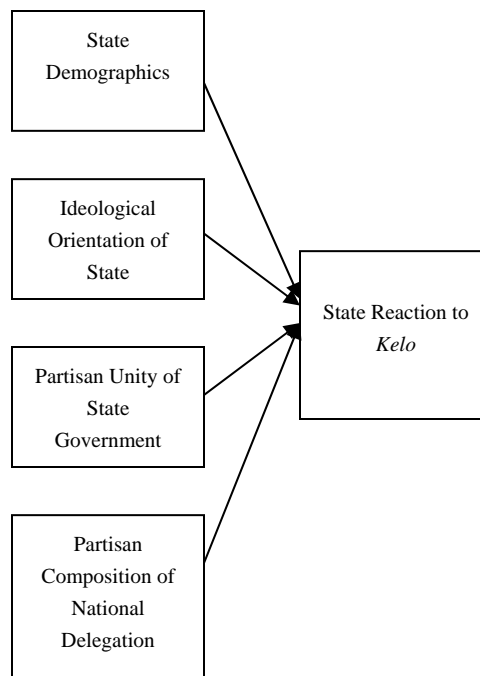 State
Demographics
Ideological
Orientation of
State
Partisan Unity of
State
Government
Partisan
Composition of
National
Delegation
State Reaction to
Kelo